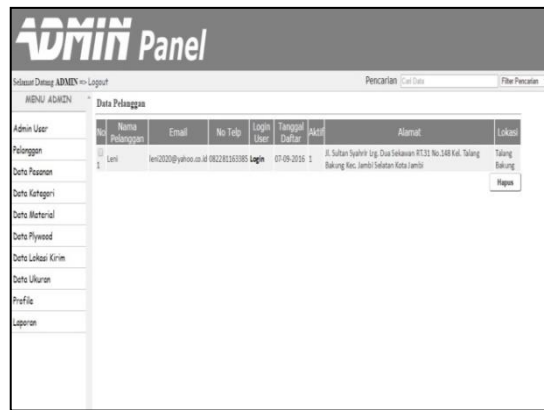 ADMIN Panel
Selamat Datang ADMIN => Logout
Pencarian Cari Data Filter Pencarian
MENU ADMIN
Admin User
Pelanggan
Data Pesanan
Data Kategori
Data Material
Data Plywood
Data Lokasi Kirim
Data Ukuran
Profile
Laporan
Data Pelanggan
No Nama Pelanggan Email No Telp Login User Tanggal Daftar Aktif Alamat Lokasi
1 Leni leni2020@yahoo.co.id 082281163385 Login 07-09-2016 1 Jl. Sultan Syahrir Lrg. Dua Sekawan RT.31 No.148 Kel. Talang Bakung Kec. Jambi Selatan Kota Jambi Talang Bakung
Hapus